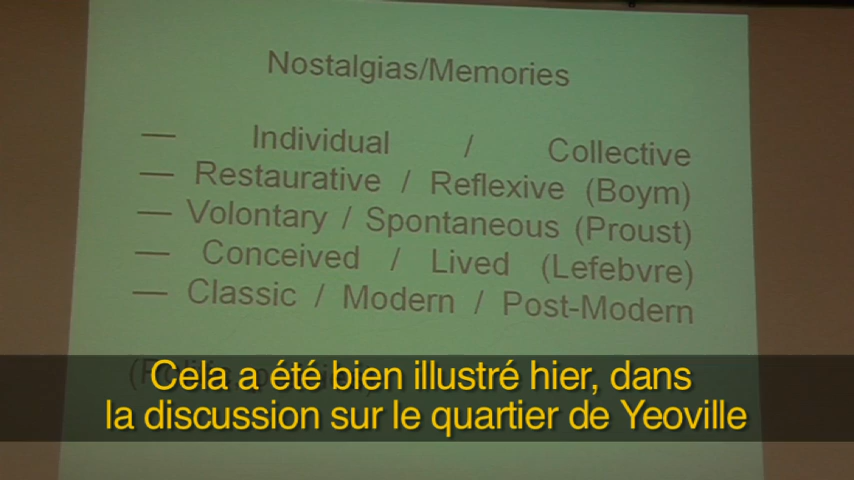 Nostalgias/Memories
— Individual / Collective
— Restaurative / Reflexive (Boym)
— Volontary / Spontaneous (Proust)
— Conceived / Lived (Lefebvre)
— Classic / Modern / Post-Modern
Cela a été bien illustré hier, dans
la discussion sur le quartier de Yeoville